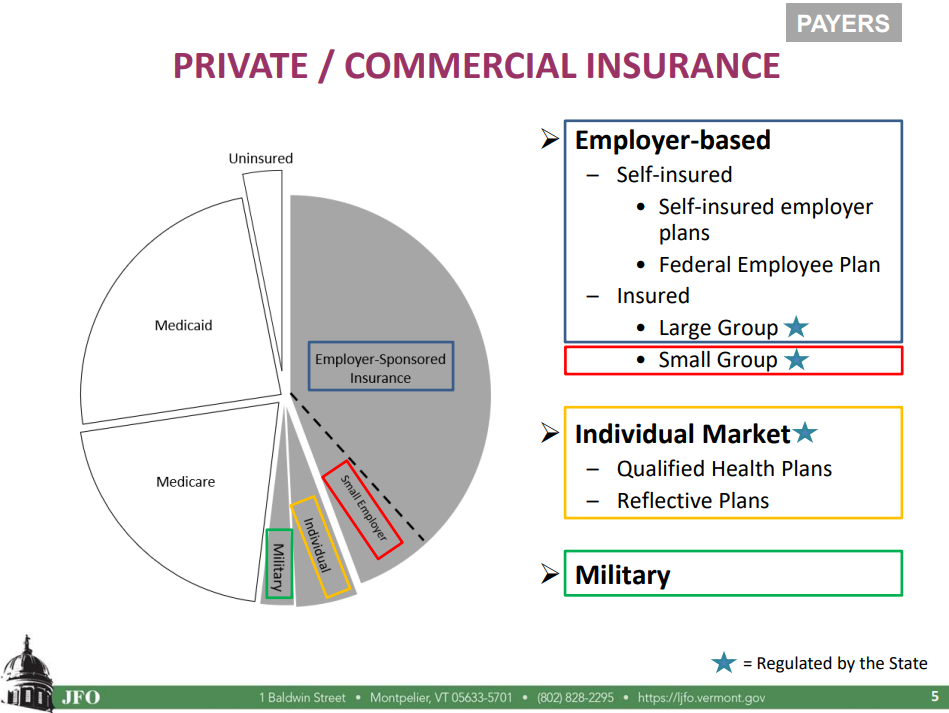 PAYERS
PRIVATE / COMMERCIAL INSURANCE
Uninsured
Medicaid
Employer-Sponsored
Insurance
Medicare
Small Employer
Individual
Military
➢ Employer-based
– Self-insured
• Self-insured employer
plans
• Federal Employee Plan
– Insured
• Large Group ★
• Small Group ★
➢ Individual Market★
– Qualified Health Plans
– Reflective Plans
➢ Military
★ = Regulated by the State
JFO
1 Baldwin Street • Montpelier, VT 05633-5701 • (802) 828-2295 • https://ljfo.vermont.gov
5